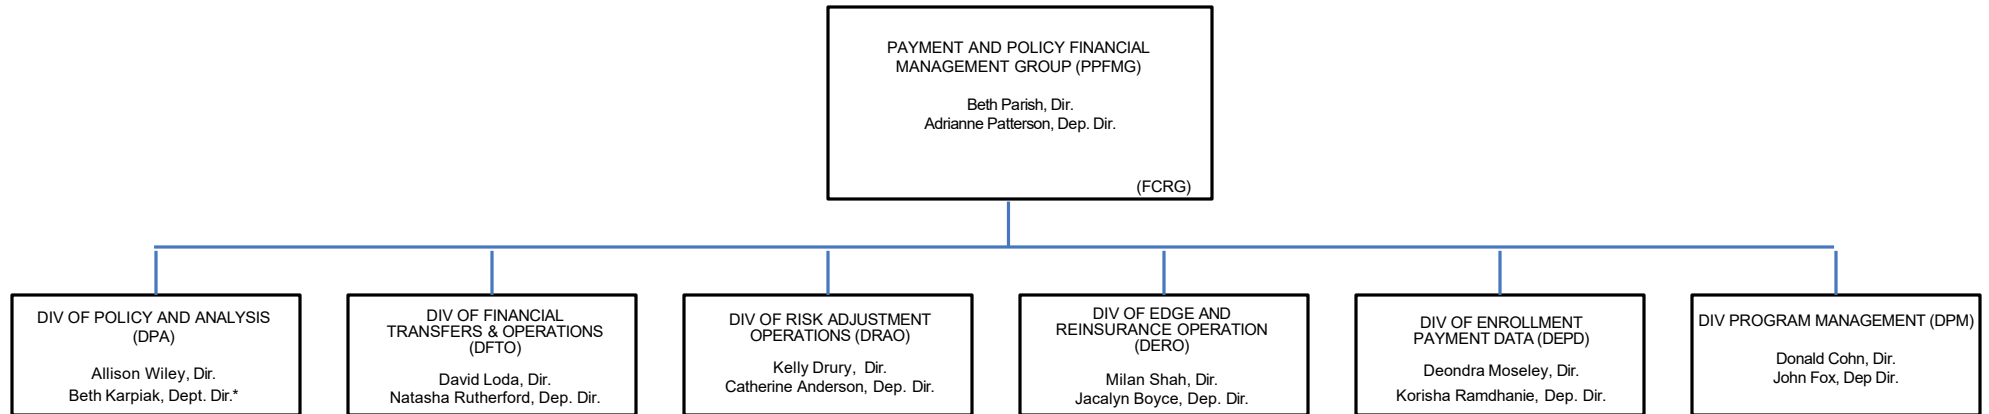 PAYMENT AND POLICY FINANCIAL
MANAGEMENT GROUP (PPFMG)
Beth Parish, Dir.
Adrianne Patterson, Dep. Dir.
(FCRG)
DIV OF POLICY AND ANALYSIS
(DPA)
Allison Wiley, Dir.
Beth Karpiak, Dept. Dir.*
DIV OF FINANCIAL
TRANSFERS & OPERATIONS
(DFTO)
David Loda, Dir.
Natasha Rutherford, Dep. Dir.
DIV OF RISK ADJUSTMENT
OPERATIONS (DRAO)
Kelly Drury, Dir.
Catherine Anderson, Dep. Dir.
DIV OF EDGE AND
REINSURANCE OPERATION
(DERO)
Milan Shah, Dir.
Jacalyn Boyce, Dep. Dir.
DIV OF ENROLLMENT
PAYMENT DATA (DEPD)
Deondra Moseley, Dir.
Korisha Ramdhanie, Dep. Dir.
DIV PROGRAM MANAGEMENT (DPM)
Donald Cohn, Dir.
John Fox, Dep Dir.